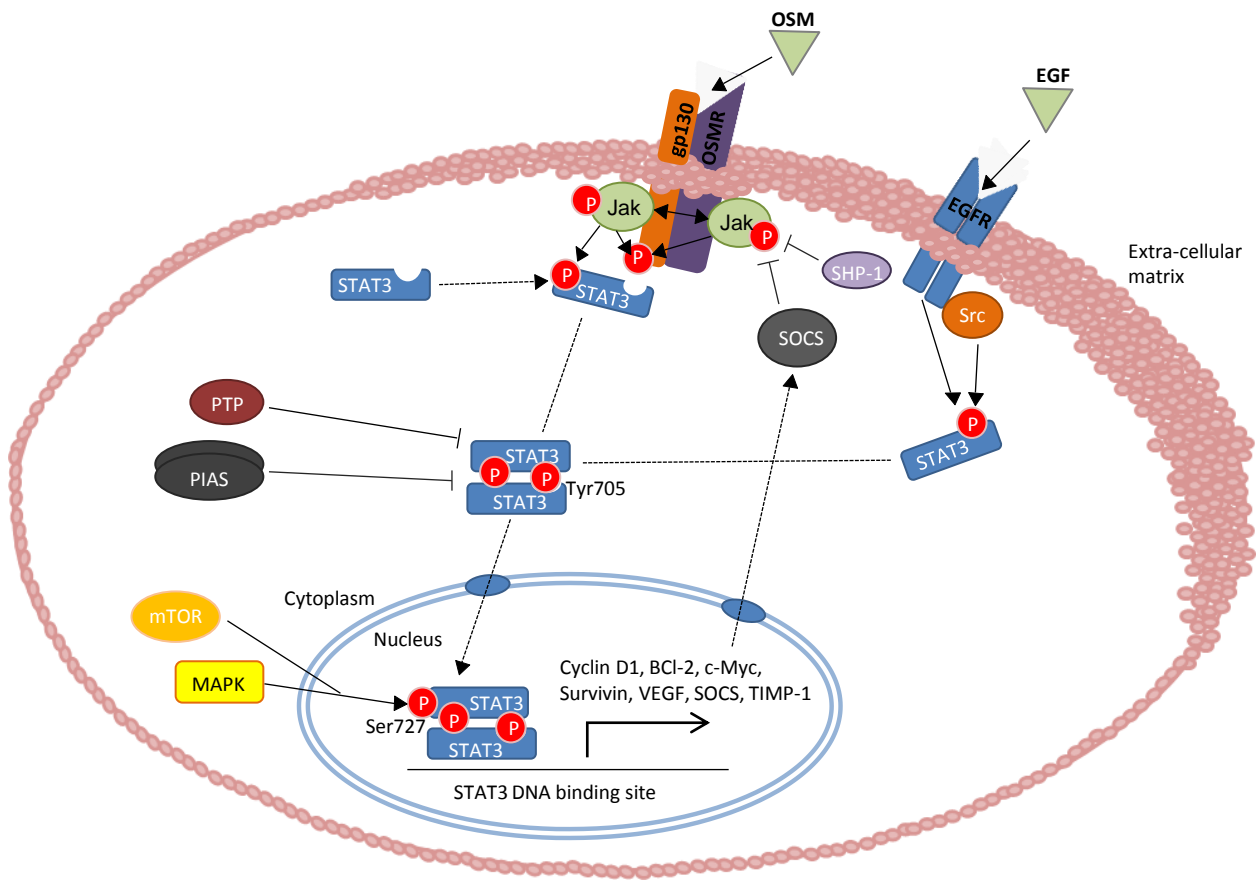 OSM
EGF
gp130
OSMR
EGFR
P
Jak
Jak
P
P
P
SHP-1
Extra-cellular
matrix
STAT3
STAT3
Src
SOCS
PTP
P
STAT3
STAT3
PIAS
P
P
Tyr705
STAT3
Cytoplasm
mTOR
Nucleus
Cyclin D1, BCl-2, c-Myc,
Survivin, VEGF, SOCS, TIMP-1
MAPK
P
STAT3
Ser727
P
P
STAT3
STAT3 DNA binding site